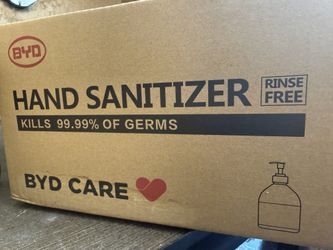 BYD
HAND SANITIZER
RINSE
FREE
KILLS 99.99% OF GERMS
BYD CARE